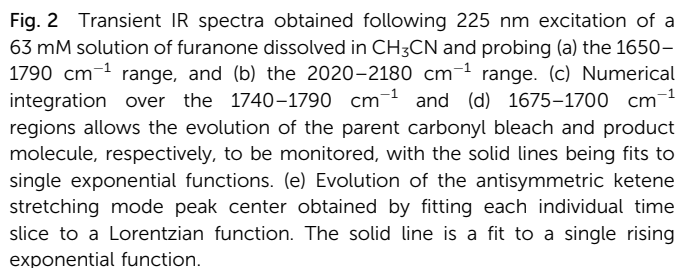 Fig. 2 Transient IR spectra obtained following 225 nm excitation of a
63 mM solution of furanone dissolved in CH₃CN and probing (a) the 1650–
1790 cm⁻¹ range, and (b) the 2020–2180 cm⁻¹ range. (c) Numerical
integration over the 1740–1790 cm⁻¹ and (d) 1675–1700 cm⁻¹
regions allows the evolution of the parent carbonyl bleach and product
molecule, respectively, to be monitored, with the solid lines being fits to
single exponential functions. (e) Evolution of the antisymmetric ketene
stretching mode peak center obtained by fitting each individual time
slice to a Lorentzian function. The solid line is a fit to a single rising
exponential function.